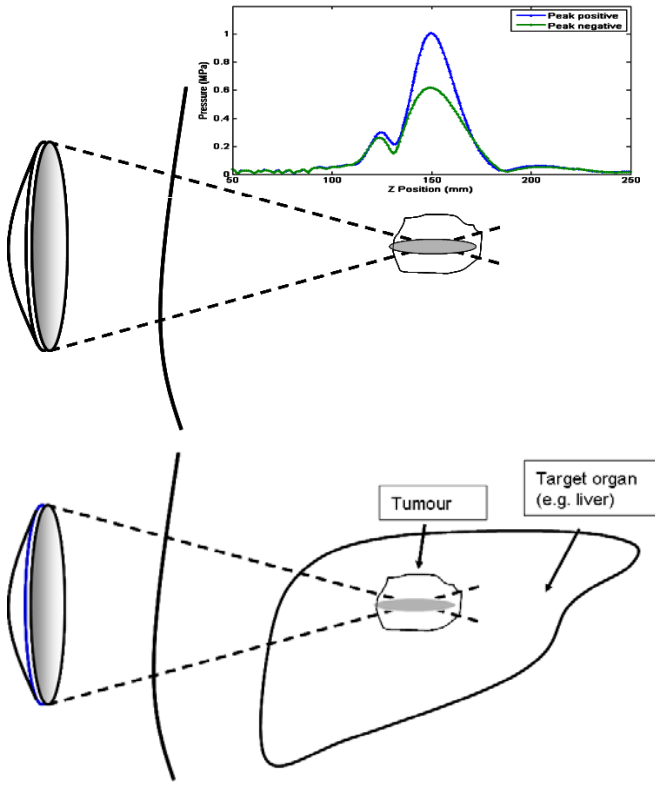 Peak positive
Peak negative
Pressure (MPa)
1
0.8
0.6
0.4
0.2
0
50
100
150
200
250
Z Position (mm)
Target organ
(e.g. liver)
Tumour